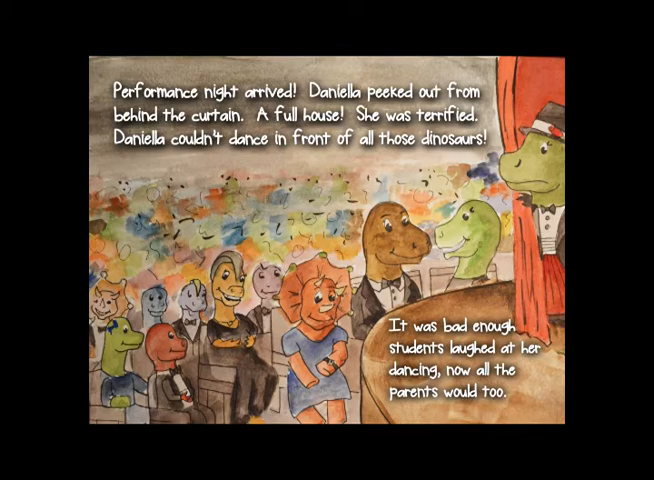 Performance night arrived! Daniella peeked out from
behind the curtain. A full house! She was terrified.
Daniella couldn't dance in front of all those dinosaurs!
It was bad enough
students laughed at her
dancing, now all the
parents would too.